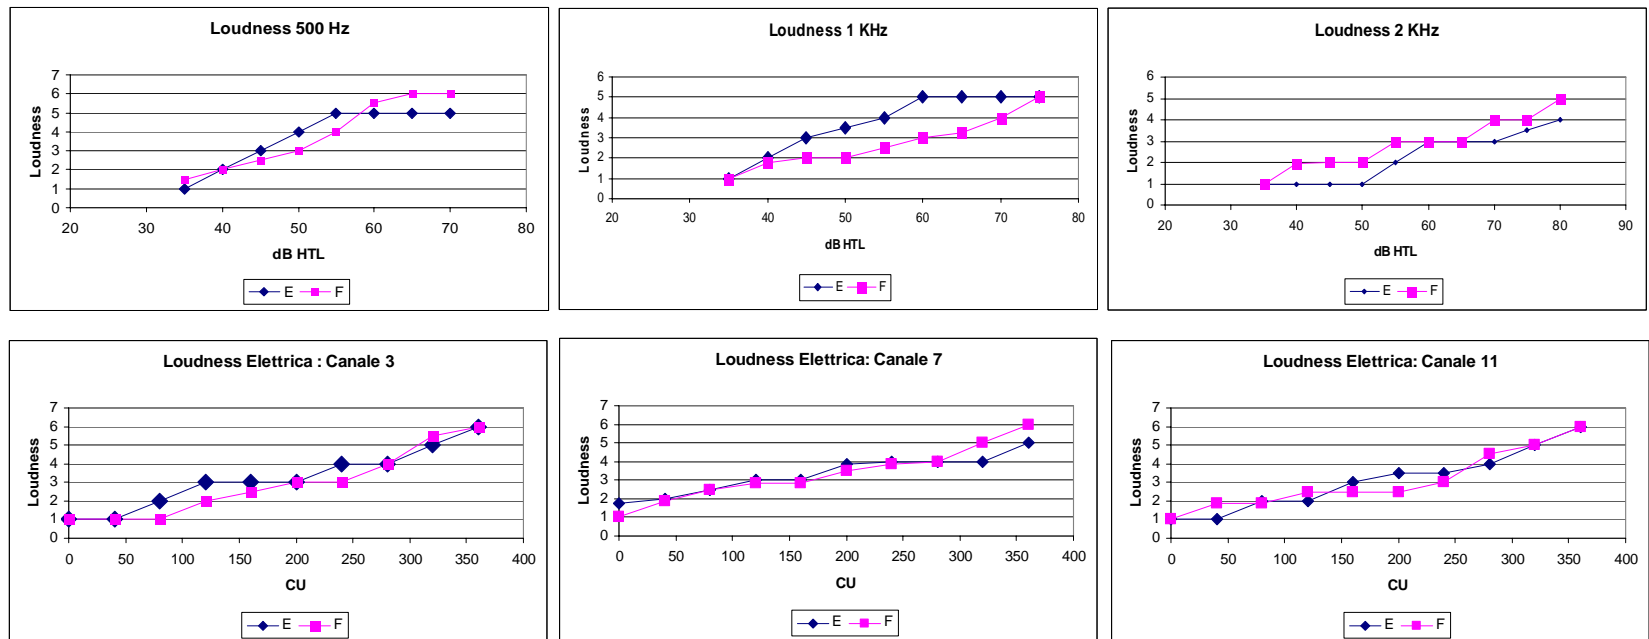 Loudness 500 Hz
Loudness
7
6
5
4
3
2
1
0
20 30 40 50 60 70 80
dB HTL
E F
Loudness 1 KHz
Loudness
6
5
4
3
2
1
0
20 30 40 50 60 70 80
dB HTL
E F
Loudness 2 KHz
Loudness
6
5
4
3
2
1
0
20 30 40 50 60 70 80 90
dB HTL
E F
Loudness Elettrica : Canale 3
Loudness
7
6
5
4
3
2
1
0
0 50 100 150 200 250 300 350 400
CU
E F
Loudness Elettrica: Canale 7
Loudness
7
6
5
4
3
2
1
0
0 50 100 150 200 250 300 350 400
CU
E F
Loudness Elettrica: Canale 11
Loudness
7
6
5
4
3
2
1
0
0 50 100 150 200 250 300 350 400
CU
E F